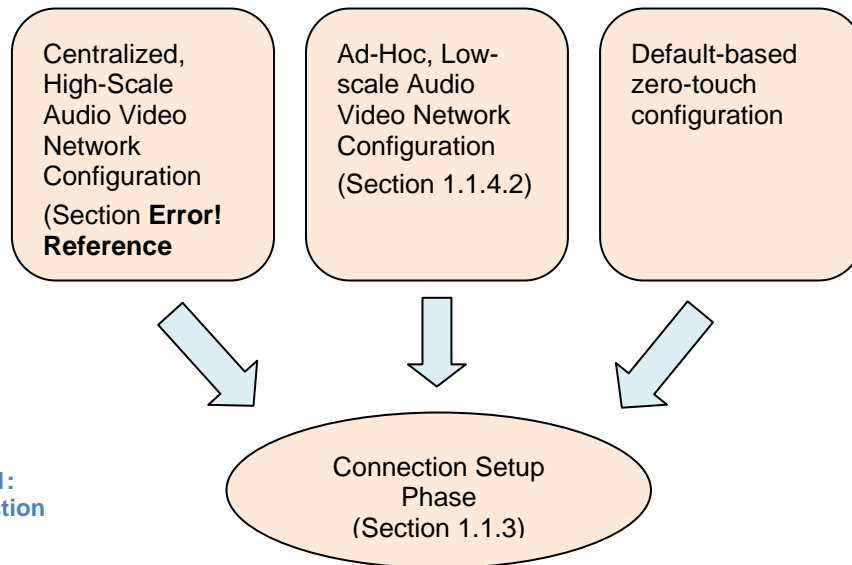 Centralized,
High-Scale
Audio Video
Network
Configuration
(Section Error!
Reference
Ad-Hoc, Low-
scale Audio
Video Network
Configuration
(Section 1.1.4.2)
Default-based
zero-touch
configuration
Connection Setup
Phase
(Section 1.1.3)